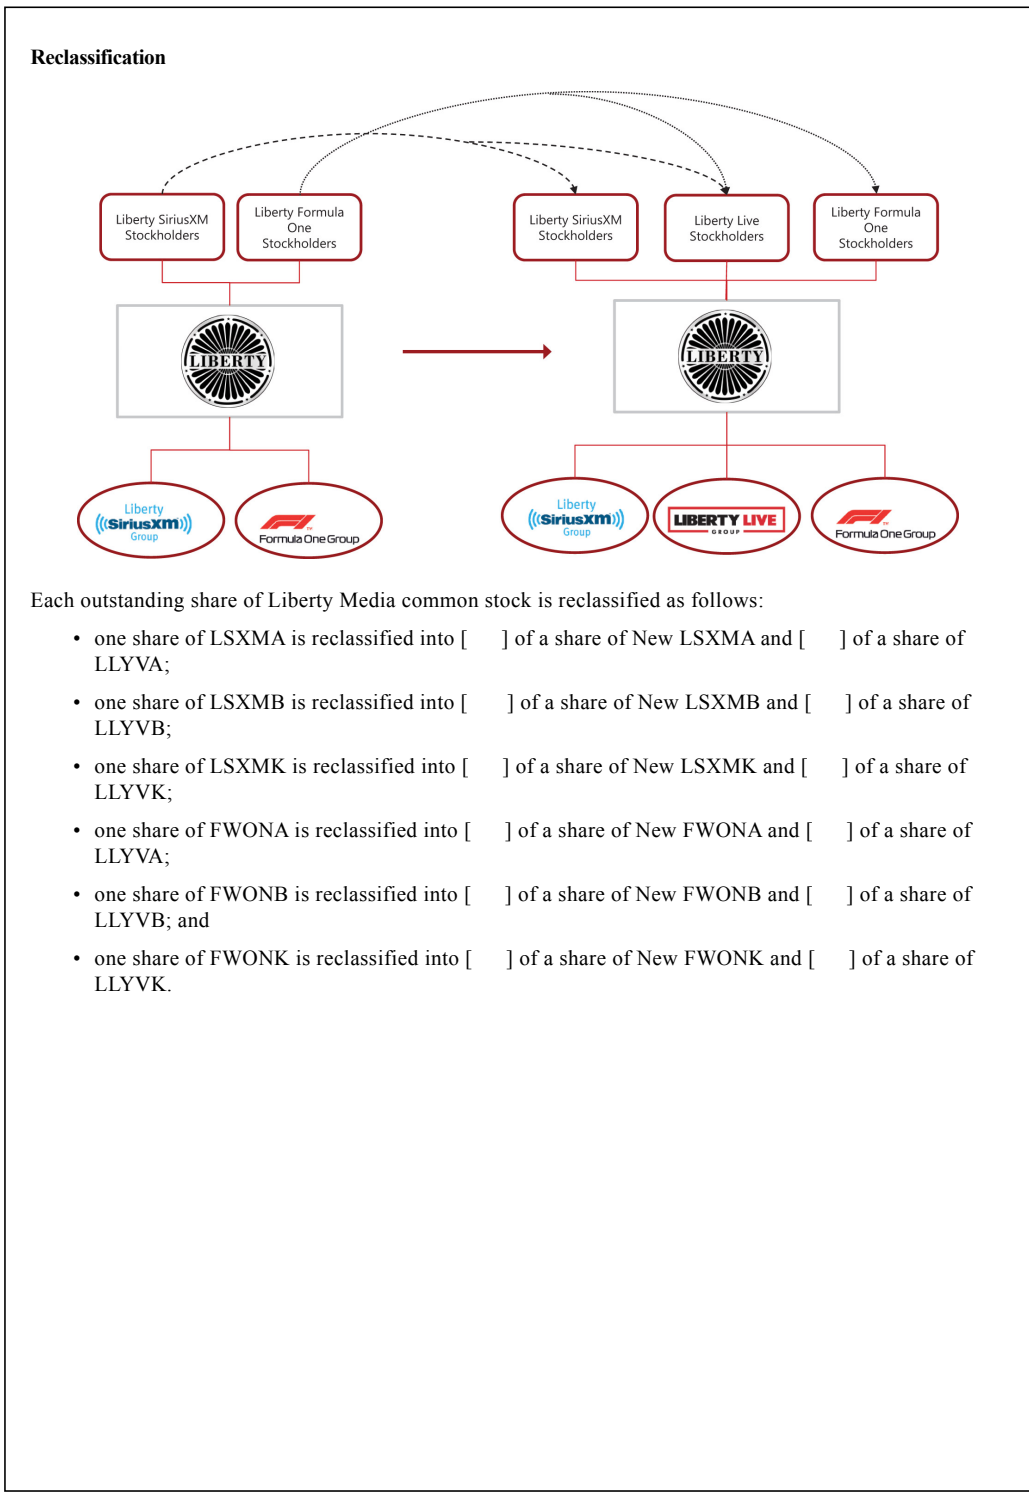 Reclassification
Liberty SiriusXM
Stockholders
Liberty Formula
One
Stockholders
Liberty SiriusXM
Stockholders
Liberty Live
Stockholders
Liberty Formula
One
Stockholders
LIBERTY
LIBERTY
Liberty
((SiriusXM))
Group
F1 TM
Formula One Group
Liberty
((SiriusXM))
Group
LIBERTY LIVE
GROUP
F1 TM
Formula One Group
Each outstanding share of Liberty Media common stock is reclassified as follows:
• one share of LSXMA is reclassified into [ ] of a share of New LSXMA and [ ] of a share of
LLYVA;
• one share of LSXMB is reclassified into [ ] of a share of New LSXMB and [ ] of a share of
LLYVB;
• one share of LSXMK is reclassified into [ ] of a share of New LSXMK and [ ] of a share of
LLYVK;
• one share of FWONA is reclassified into [ ] of a share of New FWONA and [ ] of a share of
LLYVA;
• one share of FWONB is reclassified into [ ] of a share of New FWONB and [ ] of a share of
LLYVB; and
• one share of FWONK is reclassified into [ ] of a share of New FWONK and [ ] of a share of
LLYVK.